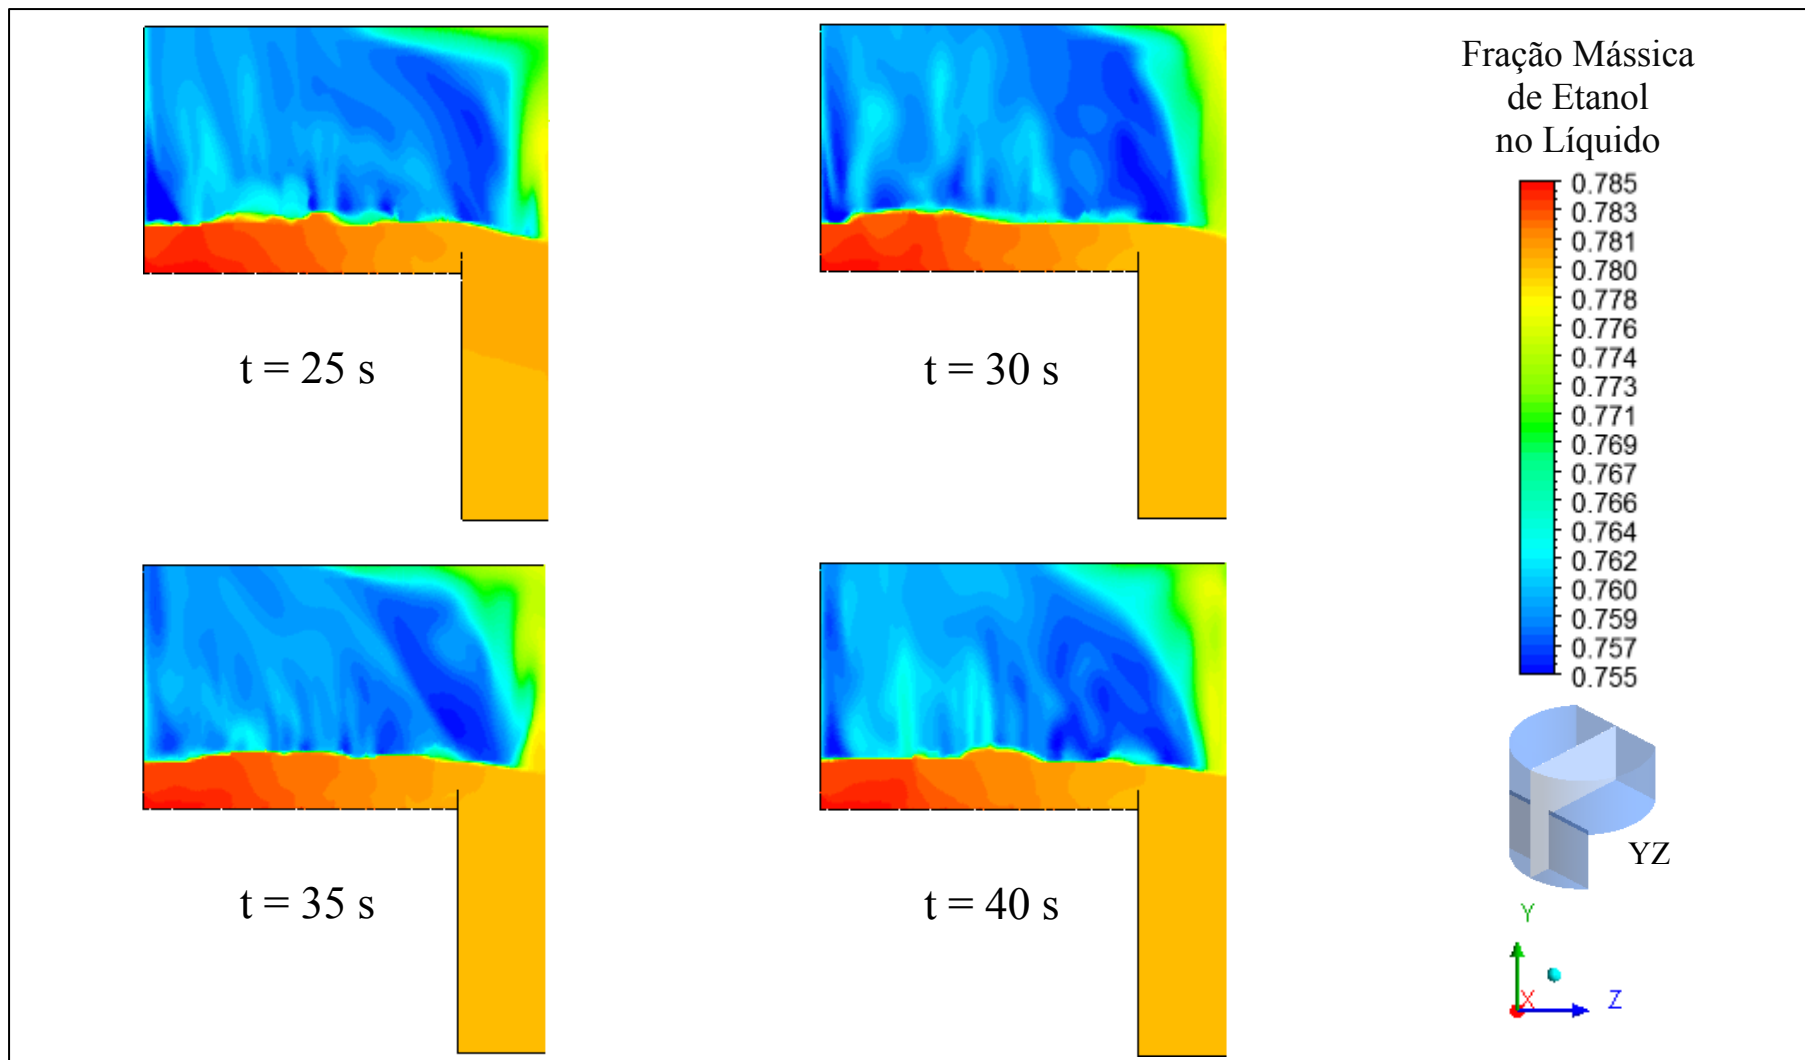 t = 25 s
t = 30 s
t = 35 s
t = 40 s
Fração Mássica
de Etanol
no Líquido
0.785
0.783
0.781
0.780
0.778
0.776
0.774
0.773
0.771
0.769
0.767
0.766
0.764
0.762
0.760
0.759
0.757
0.755
YZ
Y
X
Z